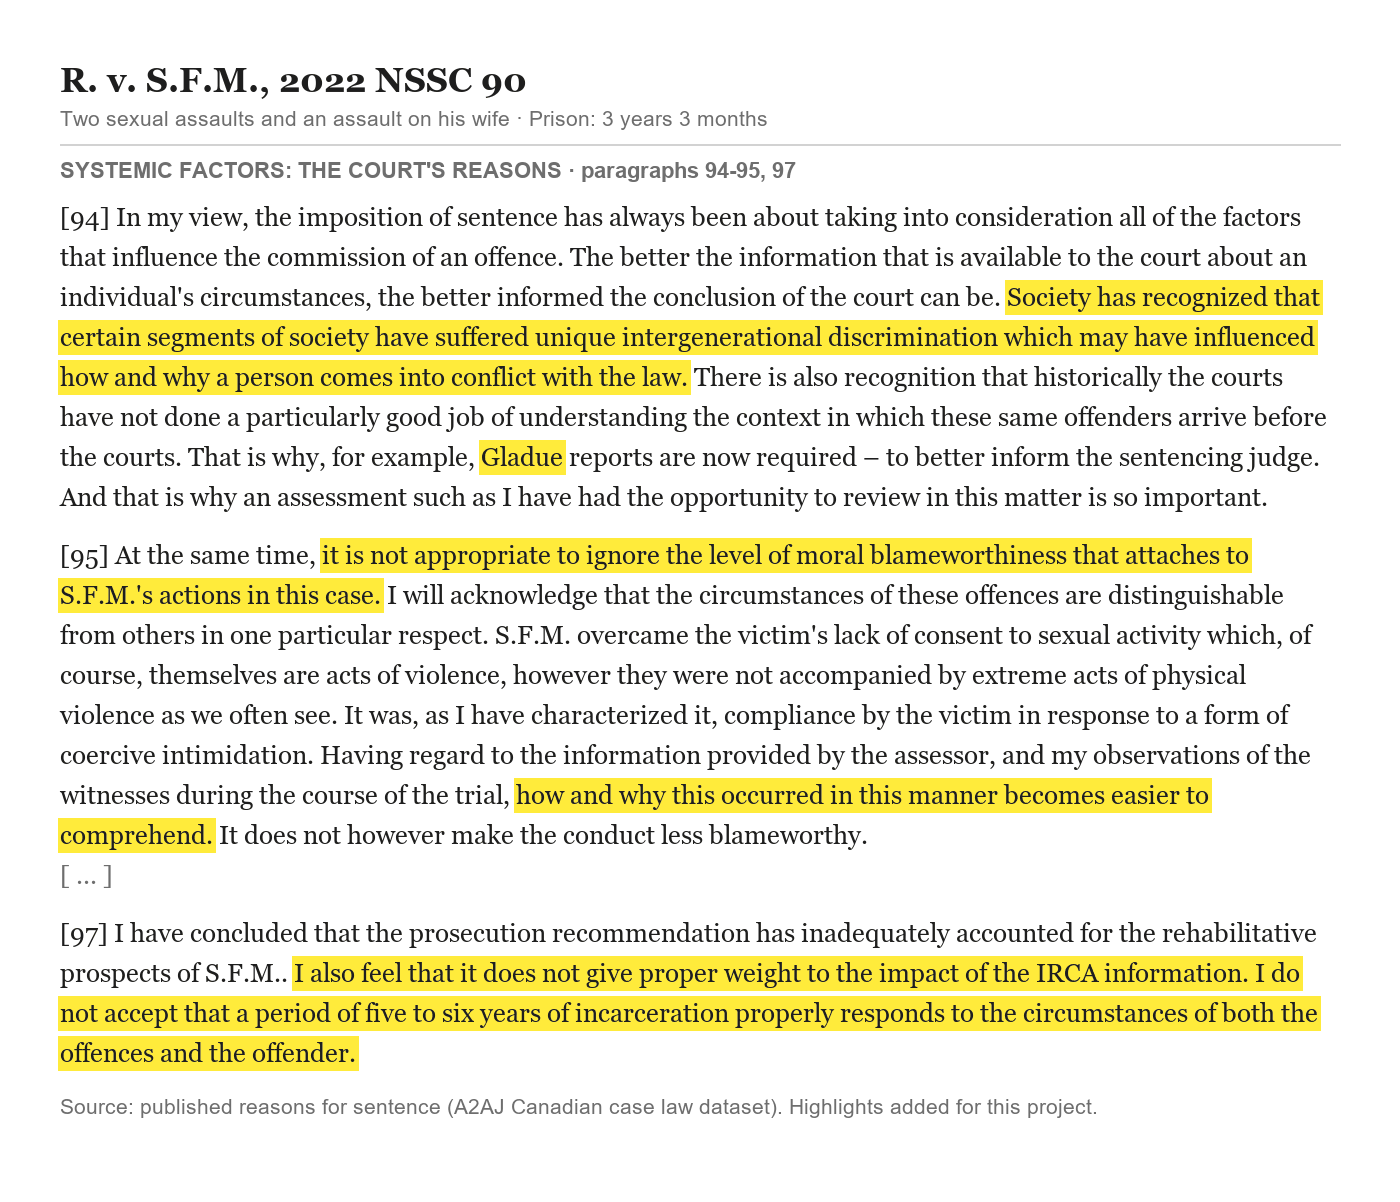 R. v. S.F.M., 2022 NSSC 90
Two sexual assaults and an assault on his wife · Prison: 3 years 3 months
SYSTEMIC FACTORS: THE COURT'S REASONS · paragraphs 94-95, 97
[94] In my view, the imposition of sentence has always been about taking into consideration all of the factors
that influence the commission of an offence. The better the information that is available to the court about an
individual's circumstances, the better informed the conclusion of the court can be. Society has recognized that
certain segments of society have suffered unique intergenerational discrimination which may have influenced
how and why a person comes into conflict with the law. There is also recognition that historically the courts
have not done a particularly good job of understanding the context in which these same offenders arrive before
the courts. That is why, for example, Gladue reports are now required – to better inform the sentencing judge.
And that is why an assessment such as I have had the opportunity to review in this matter is so important.
[95] At the same time, it is not appropriate to ignore the level of moral blameworthiness that attaches to
S.F.M.'s actions in this case. I will acknowledge that the circumstances of these offences are distinguishable
from others in one particular respect. S.F.M. overcame the victim's lack of consent to sexual activity which, of
course, themselves are acts of violence, however they were not accompanied by extreme acts of physical
violence as we often see. It was, as I have characterized it, compliance by the victim in response to a form of
coercive intimidation. Having regard to the information provided by the assessor, and my observations of the
witnesses during the course of the trial, how and why this occurred in this manner becomes easier to
comprehend. It does not however make the conduct less blameworthy.
[ ... ]
[97] I have concluded that the prosecution recommendation has inadequately accounted for the rehabilitative
prospects of S.F.M.. I also feel that it does not give proper weight to the impact of the IRCA information. I do
not accept that a period of five to six years of incarceration properly responds to the circumstances of both the
offences and the offender.
Source: published reasons for sentence (A2AJ Canadian case law dataset). Highlights added for this project.